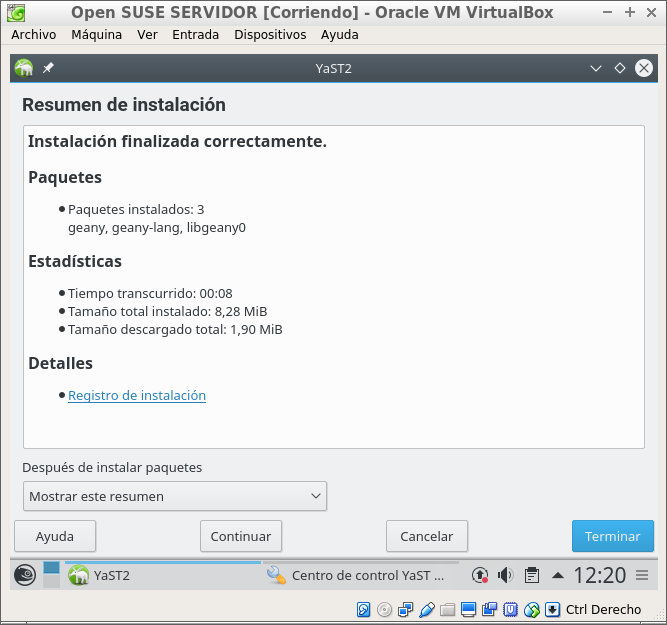 Open SUSE SERVIDOR [Corriendo] - Oracle VM VirtualBox
Archivo Máquina Ver Entrada Dispositivos Ayuda
YaST2
Resumen de instalación
Instalación finalizada correctamente.
Paquetes
Paquetes instalados: 3
geany, geany-lang, libgeany0
Estadísticas
Tiempo transcurrido: 00:08
Tamaño total instalado: 8,28 MiB
Tamaño descargado total: 1,90 MiB
Detalles
Registro de instalación
Después de instalar paquetes
Mostrar este resumen
Ayuda Continuar Cancelar Terminar
YaST2 Centro de control YaST ... 12:20
Ctrl Derecho